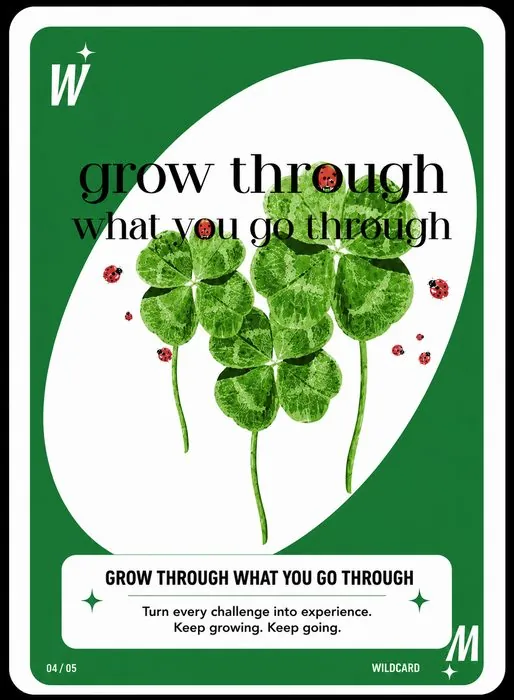 W
grow through
what you go through
GROW THROUGH WHAT YOU GO THROUGH
Turn every challenge into experience.
Keep growing. Keep going.
04 / 05
WILDCARD
W